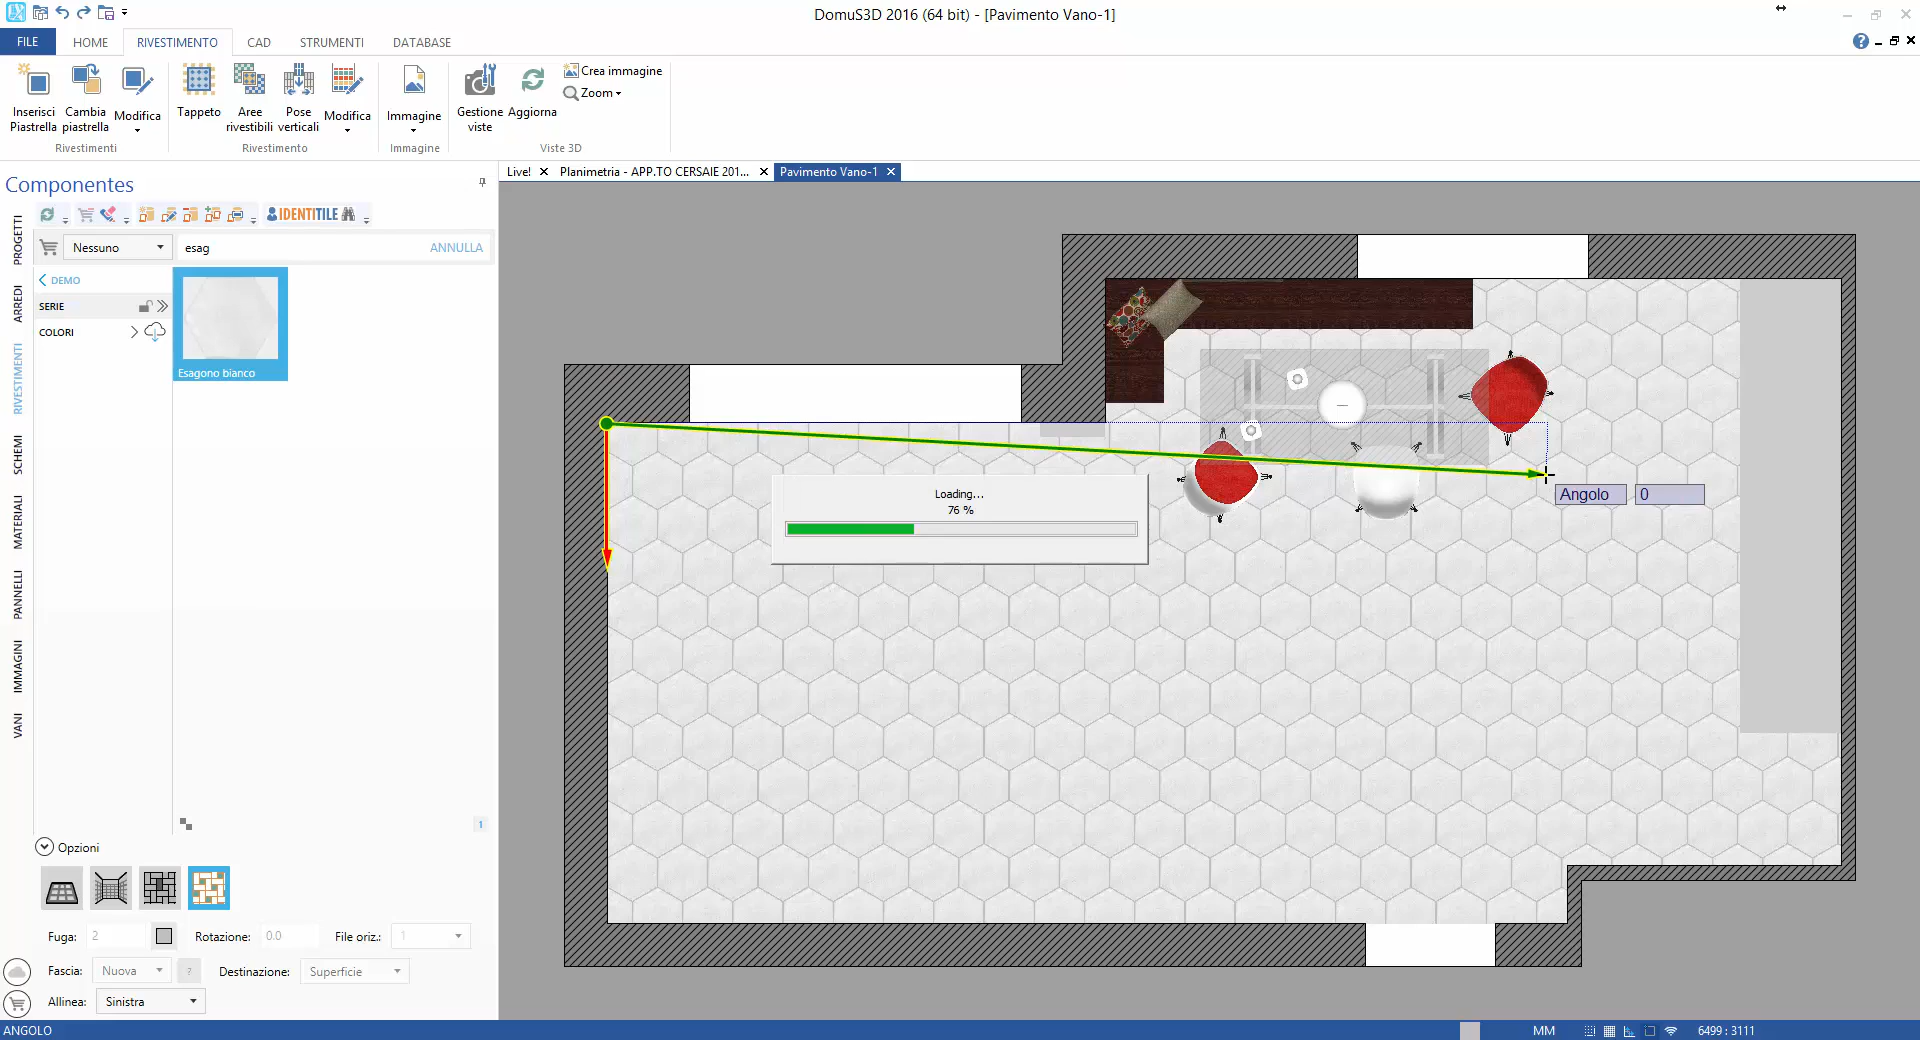 DomuS3D 2016 (64 bit) - [Pavimento Vano-1]
FILE HOME RIVESTIMENTO CAD STRUMENTI DATABASE
Inserisci Piastrella
Cambia piastrella
Modifica
Tappeto
Aree rivestibili
Pose verticali
Modifica
Immagine
Gestione viste
Aggiorna
Crea immagine
Zoom
Rivestimenti Rivestimento Immagine Viste 3D
Componentes
Live! Planimetria - APP.TO CERSAIE 201... Pavimento Vano-1
IDENTITILE
Nessuno esag ANNULLA
DEMO
SERIE
COLORI
Esagono bianco
PROGETTI
ARREDI
RIVESTIMENTI
SCHEMI
MATERIALI
PANNELLI
IMMAGINI
VANI
Loading...
76 %
Angolo 0
1
Opzioni
Fuga: 2 Rotazione: 0.0 File oriz.: 1
Fascia: Nuova ? Destinazione: Superficie
Allinea: Sinistra
ANGOLO MM 6499 : 3111